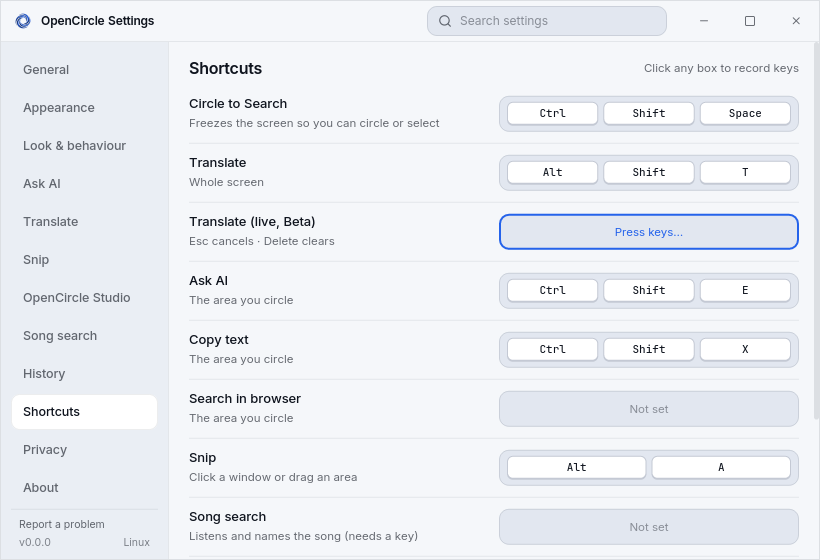 OpenCircle Settings
Search settings
General
Appearance
Look & behaviour
Ask AI
Translate
Snip
OpenCircle Studio
Song search
History
Shortcuts
Privacy
About
Report a problem
v0.0.0 Linux
Shortcuts
Click any box to record keys
Circle to Search
Freezes the screen so you can circle or select
Ctrl Shift Space
Translate
Whole screen
Alt Shift T
Translate (live, Beta)
Esc cancels · Delete clears
Press keys...
Ask AI
The area you circle
Ctrl Shift E
Copy text
The area you circle
Ctrl Shift X
Search in browser
The area you circle
Not set
Snip
Click a window or drag an area
Alt A
Song search
Listens and names the song (needs a key)
Not set